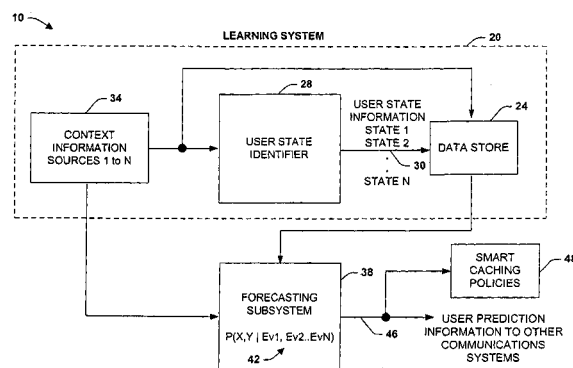 10
LEARNING SYSTEM
20
34
28
24
CONTEXT
INFORMATION
SOURCES 1 to N
USER STATE
IDENTIFIER
USER STATE
INFORMATION
STATE 1
STATE 2
.
.
STATE N
30
DATA STORE
38
FORECASTING
SUBSYSTEM
P(X,Y | Ev1, Ev2..EvN)
42
46
SMART
CACHING
POLICIES
48
USER PREDICTION
INFORMATION TO OTHER
COMMUNICATIONS
SYSTEMS